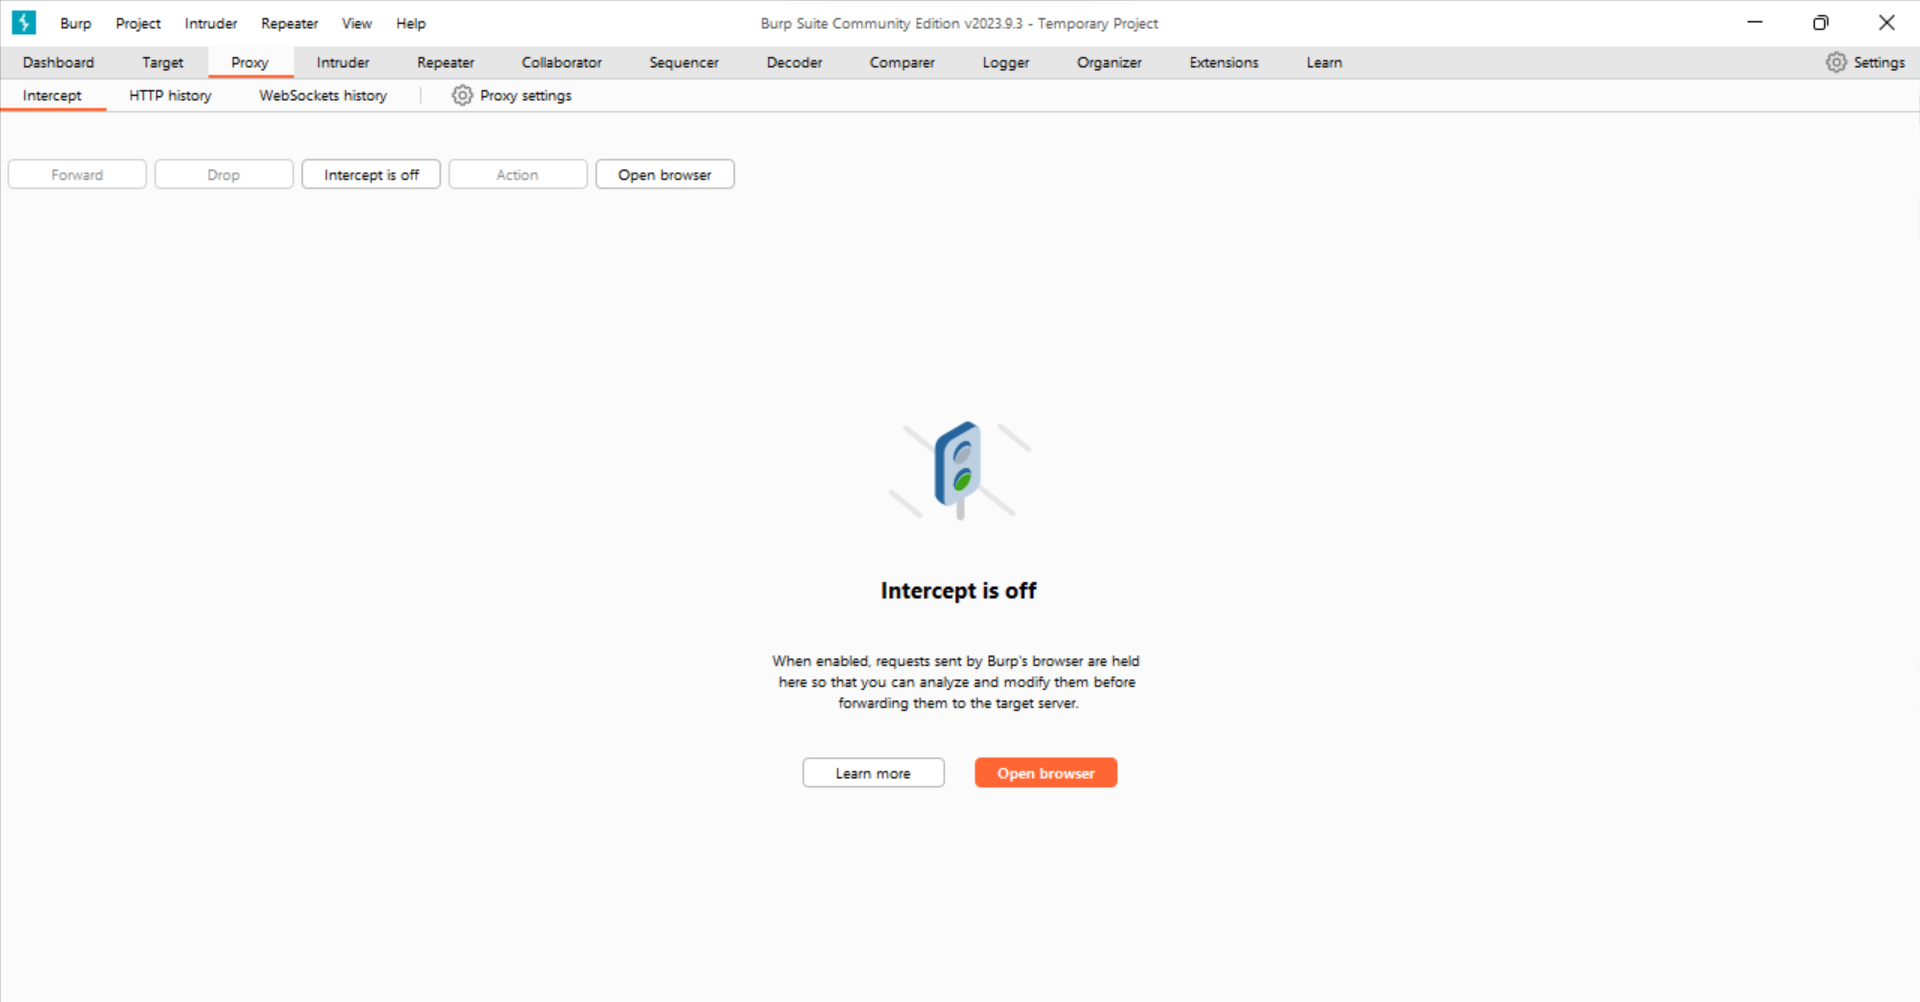 Burp Project Intruder Repeater View Help Burp Suite Community Edition v2023.9.3 - Temporary Project
Dashboard Target Proxy Intruder Repeater Collaborator Sequencer Decoder Comparer Logger Organizer Extensions Learn Settings
Intercept HTTP history WebSockets history Proxy settings
Forward Drop Intercept is off Action Open browser
Intercept is off
When enabled, requests sent by Burp's browser are held
here so that you can analyze and modify them before
forwarding them to the target server.
Learn more Open browser